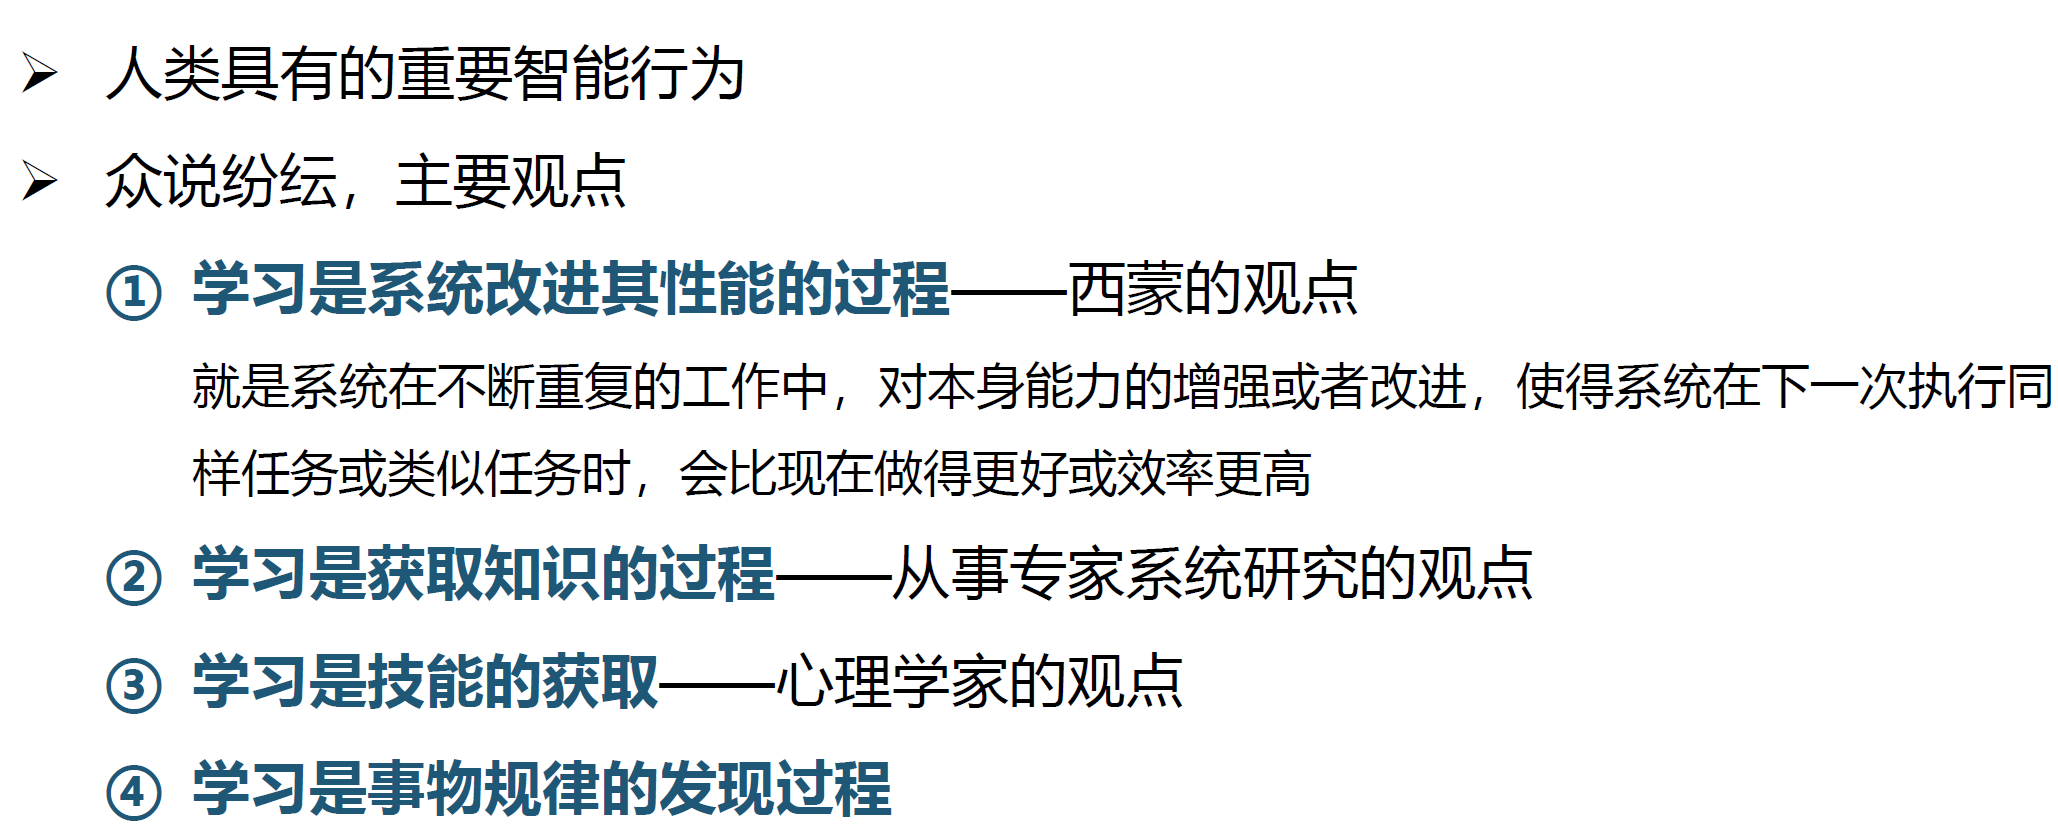 ➢ 人类具有的重要智能行为
➢ 众说纷纭，主要观点
① 学习是系统改进其性能的过程——西蒙的观点
就是系统在不断重复的工作中，对本身能力的增强或者改进，使得系统在下一次执行同
样任务或类似任务时，会比现在做得更好或效率更高
② 学习是获取知识的过程——从事专家系统研究的观点
③ 学习是技能的获取——心理学家的观点
④ 学习是事物规律的发现过程